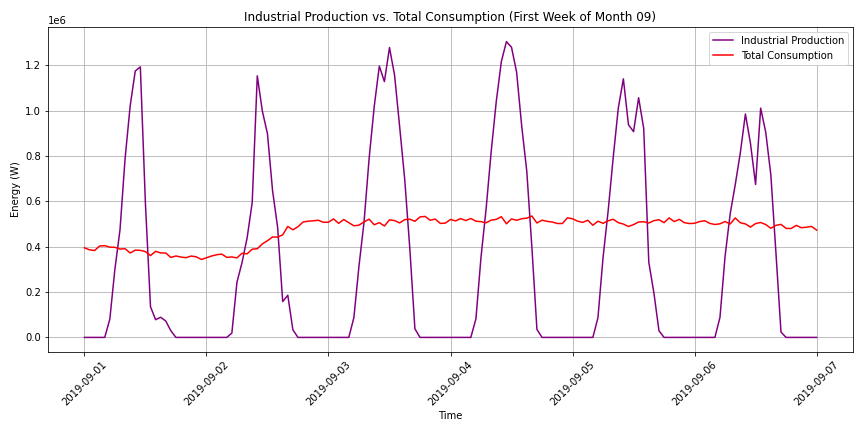 Industrial Production vs. Total Consumption (First Week of Month 09)
1e6
Industrial Production
Total Consumption
Energy (W)
1.2
1.0
0.8
0.6
0.4
0.2
0.0
2019-09-01
2019-09-02
2019-09-03
2019-09-04
2019-09-05
2019-09-06
2019-09-07
Time